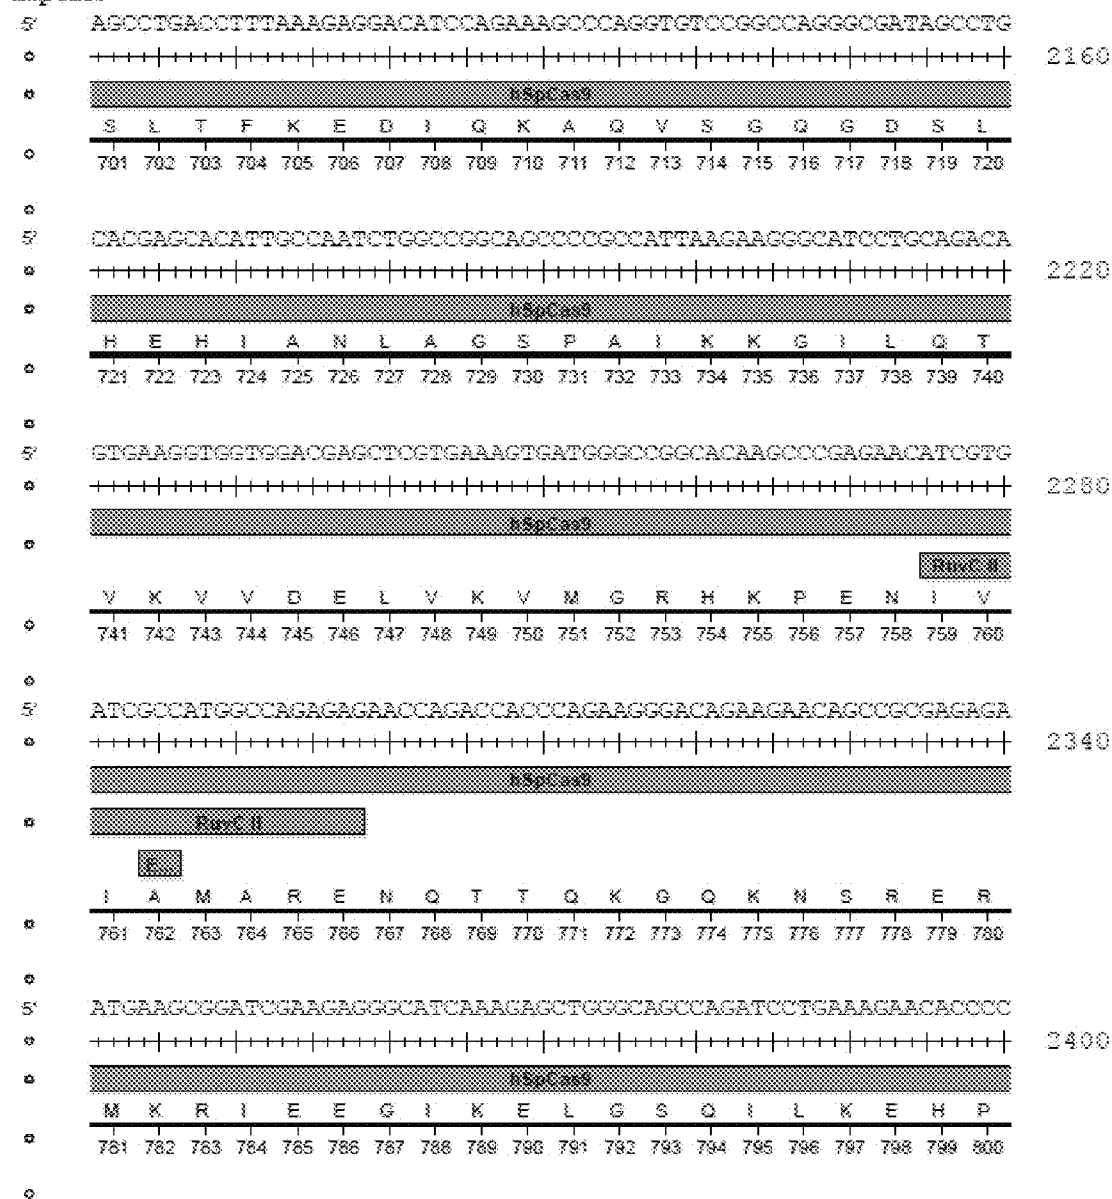 5' AGCCTGACCTTTAAAGAGGACATCCAGAAAGCCCAGGTGTCCGGCCAGGGCGATAGCCTG
2160
hSpCas9
S L T F K E D I Q K A Q V S G Q G D S L
701 702 703 704 705 706 707 708 709 710 711 712 713 714 715 716 717 718 719 720
5' CACGAGCACATTGCCAATCTGGCCGGCAGCCCCGCCATTAAGAAGGGCATCCTGCAGACA
2220
hSpCas9
H E H I A N L A G S P A I K K G I L Q T
721 722 723 724 725 726 727 728 729 730 731 732 733 734 735 736 737 738 739 740
5' GTGAAGGTGGTGGACGAGCTCGTGAAAGTGATGGGCCGGCACAAGCCCGAGAACATCGTG
2280
hSpCas9
RuvC II
V K V V D E L V K V M G R H K P E N I V
741 742 743 744 745 746 747 748 749 750 751 752 753 754 755 756 757 758 759 760
5' ATCGCCATGGCCAGAGAGAACCAGACCACCCAGAAGGGACAGAAGAACAGCCGCGAGAGA
2340
hSpCas9
RuvC II
I A M A R E N Q T T Q K G Q K N S R E R
761 762 763 764 765 766 767 768 769 770 771 772 773 774 775 776 777 778 779 780
5' ATGAAGCGGATCGAAGAGGGCATCAAAGAGCTGGGCAGCCAGATCCTGAAAGAACACCCC
2400
hSpCas9
M K R I E E G I K E L G S Q I L K E H P
781 782 783 784 785 786 787 788 789 790 791 792 793 794 795 796 797 798 799 800